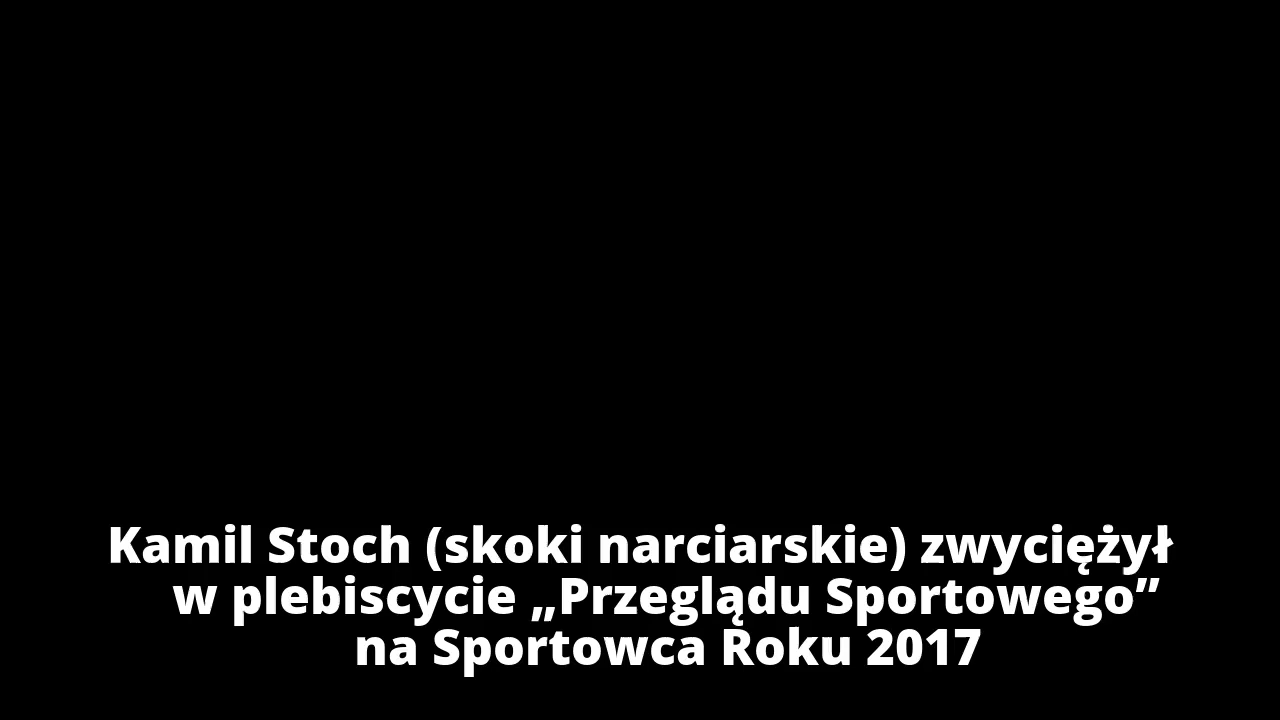 Kamil Stoch (skoki narciarskie) zwyciężył
w plebiscycie „Przeglądu Sportowego”
na Sportowca Roku 2017